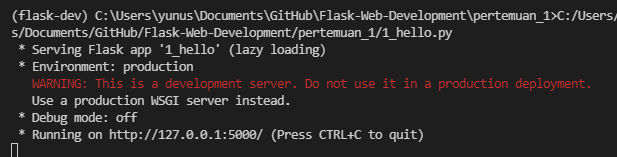 (flask-dev) C:\Users\yunus\Documents\GitHub\Flask-Web-Development\pertemuan_1>C:/Users/
s/Documents/GitHub/Flask-Web-Development/pertemuan_1/1_hello.py
* Serving Flask app '1_hello' (lazy loading)
* Environment: production
WARNING: This is a development server. Do not use it in a production deployment.
Use a production WSGI server instead.
* Debug mode: off
* Running on http://127.0.0.1:5000/ (Press CTRL+C to quit)